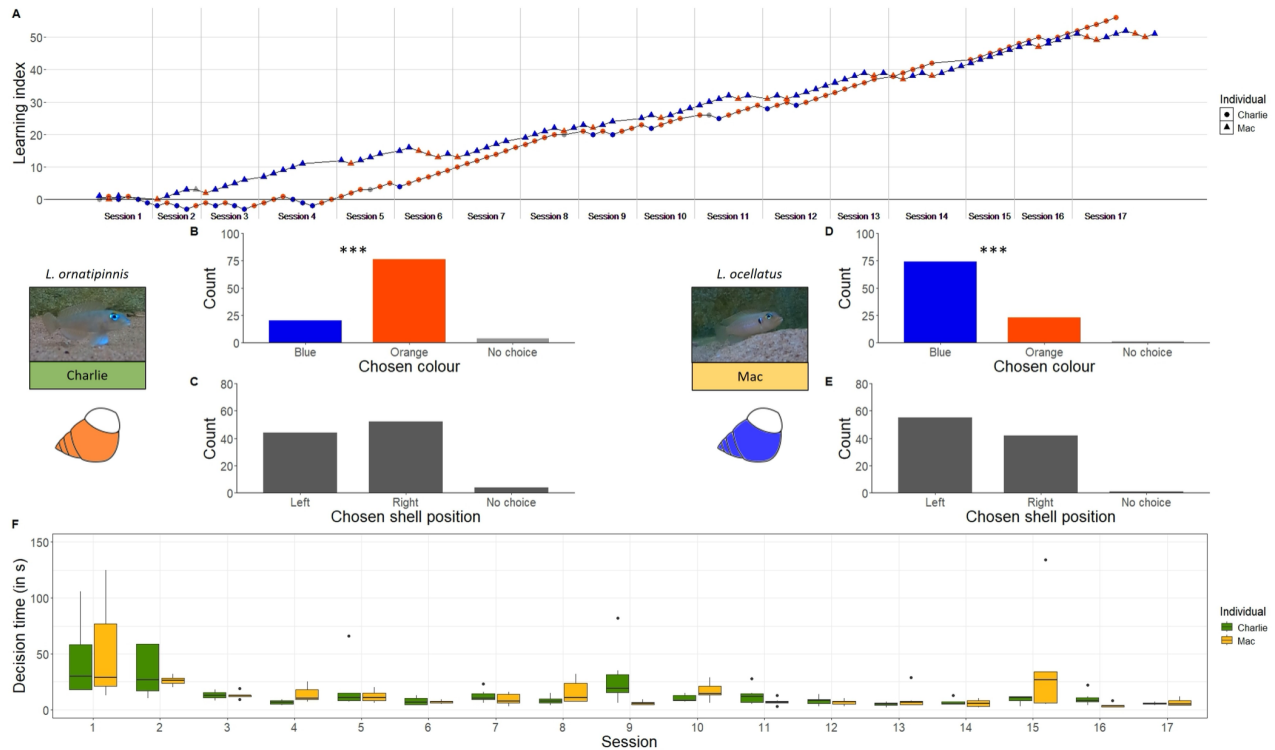 A
Learning index
50
40
30
20
10
0
Session 1
Session 2
Session 3
Session 4
Session 5
Session 6
Session 7
Session 8
Session 9
Session 10
Session 11
Session 12
Session 13
Session 14
Session 15
Session 16
Session 17
Individual
Charlie
Mac
L. ornatipinnis
Charlie
B
Count
100
75
50
25
0
***
Blue
Orange
No choice
Chosen colour
C
Count
80
60
40
20
0
Left
Right
No choice
Chosen shell position
L. ocellatus
Mac
D
Count
100
75
50
25
0
***
Blue
Orange
No choice
Chosen colour
E
Count
80
60
40
20
0
Left
Right
No choice
Chosen shell position
F
Decision time (in s)
150
100
50
0
1
2
3
4
5
6
7
8
9
10
11
12
13
14
15
16
17
Session
Individual
Charlie
Mac